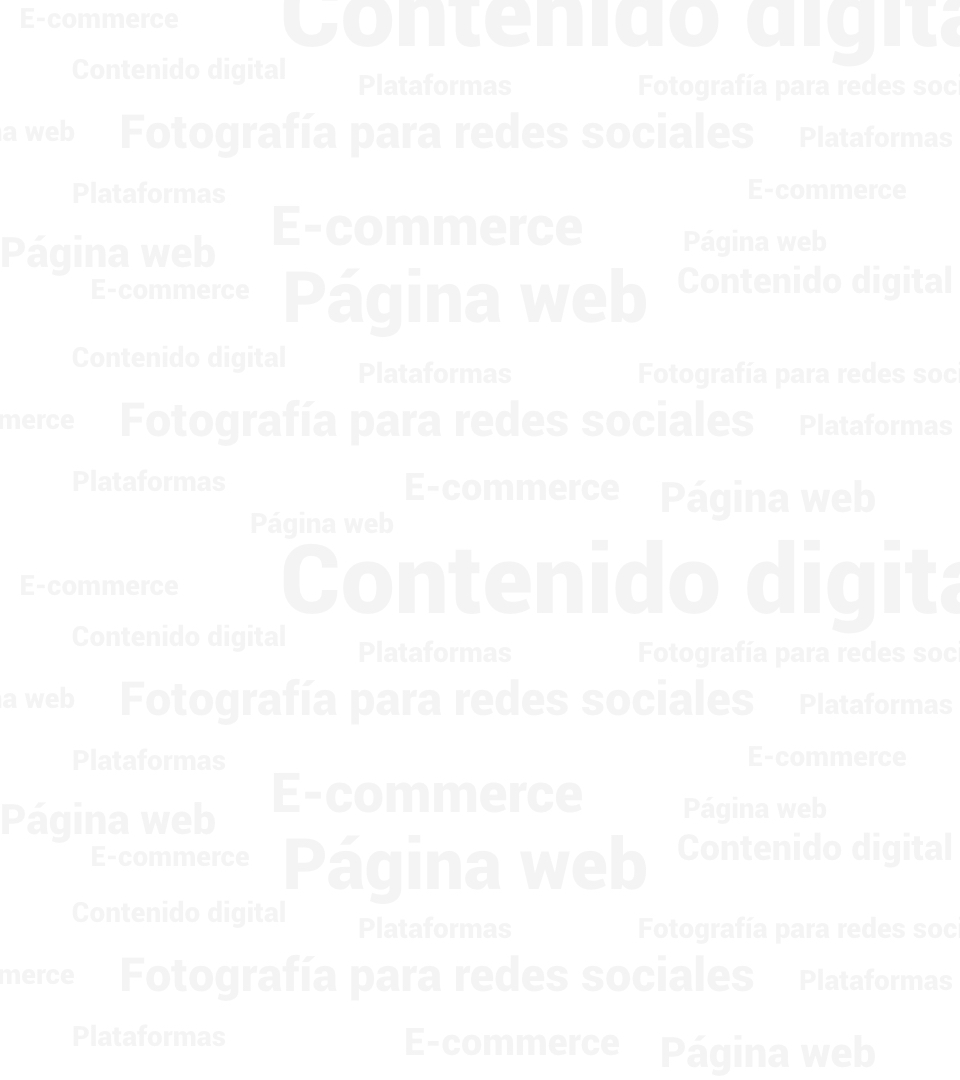 E-commerce Contenido digita
Contenido digital Plataformas Fotografía para redes soci
a web Fotografía para redes sociales Plataformas
Plataformas E-commerce
E-commerce
Página web Página web
E-commerce Página web Contenido digital
Contenido digital Plataformas Fotografía para redes soci
merce Fotografía para redes sociales Plataformas
Plataformas E-commerce Página web
Página web
E-commerce Contenido digita
Contenido digital Plataformas Fotografía para redes soci
a web Fotografía para redes sociales Plataformas
Plataformas E-commerce
E-commerce
Página web Página web
E-commerce Página web Contenido digital
Contenido digital Plataformas Fotografía para redes soci
merce Fotografía para redes sociales Plataformas
Plataformas E-commerce Página web